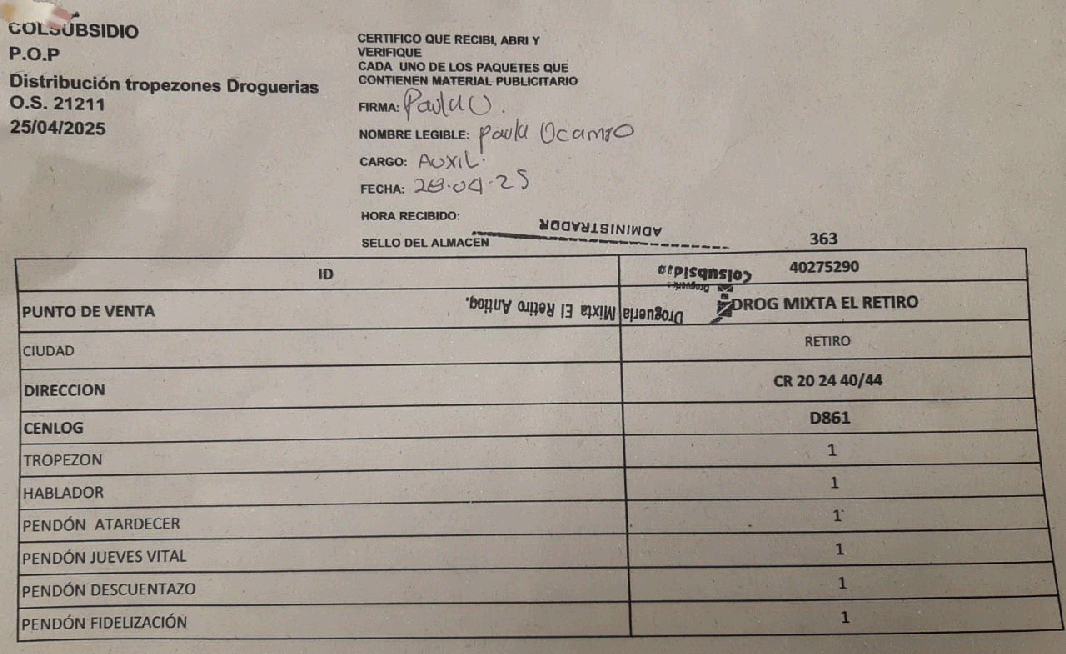 COLSUBSIDIO
P.O.P
Distribución tropezones Droguerias
O.S. 21211
25/04/2025
CERTIFICO QUE RECIBI, ABRI Y
VERIFIQUE
CADA UNO DE LOS PAQUETES QUE
CONTIENEN MATERIAL PUBLICITARIO
FIRMA: Paula O.
NOMBRE LEGIBLE: Paula Ocampo
CARGO: Auxil.
FECHA: 28-04-25
HORA RECIBIDO:
ADMINISTRADOR
SELLO DEL ALMACEN
363
ID 40275290
Colsubsidio
Droguería
PUNTO DE VENTA DROG MIXTA EL RETIRO
Drogueria Mixta El Retiro Antioq.
CIUDAD RETIRO
DIRECCION CR 20 24 40/44
CENLOG D861
TROPEZON 1
HABLADOR 1
PENDÓN ATARDECER 1
PENDÓN JUEVES VITAL 1
PENDÓN DESCUENTAZO 1
PENDÓN FIDELIZACIÓN 1